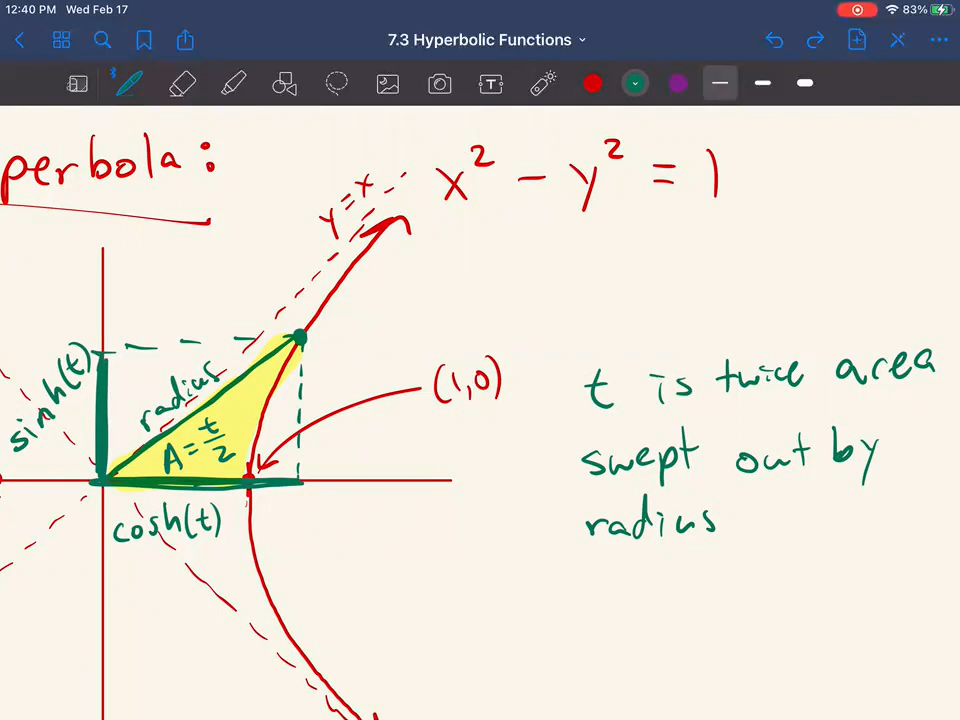 12:40 PM Wed Feb 17
83%
7.3 Hyperbolic Functions
perbola:
x² - y² = 1
y = x
sinh(t)
radius
A = t/2
cosh(t)
(1,0)
t is twice area
swept out by
radius